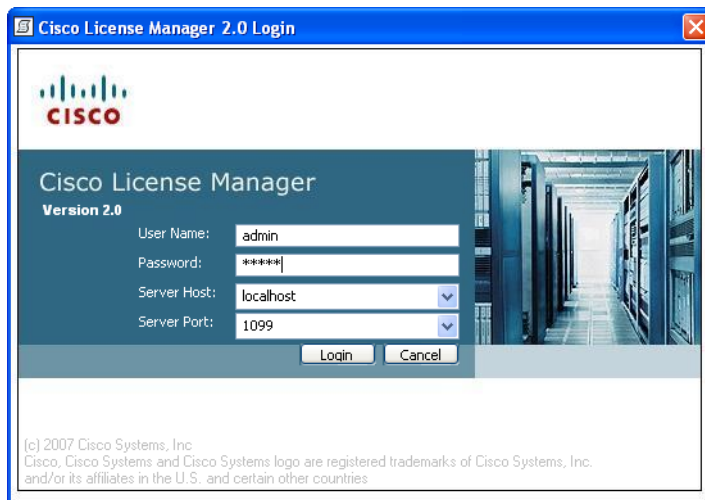 Cisco License Manager 2.0 Login
CISCO
Cisco License Manager
Version 2.0
User Name: admin
Password: *****
Server Host: localhost
Server Port: 1099
Login Cancel
(c) 2007 Cisco Systems, Inc
Cisco, Cisco Systems and Cisco Systems logo are registered trademarks of Cisco Systems, Inc.
and/or its affiliates in the U.S. and certain other countries